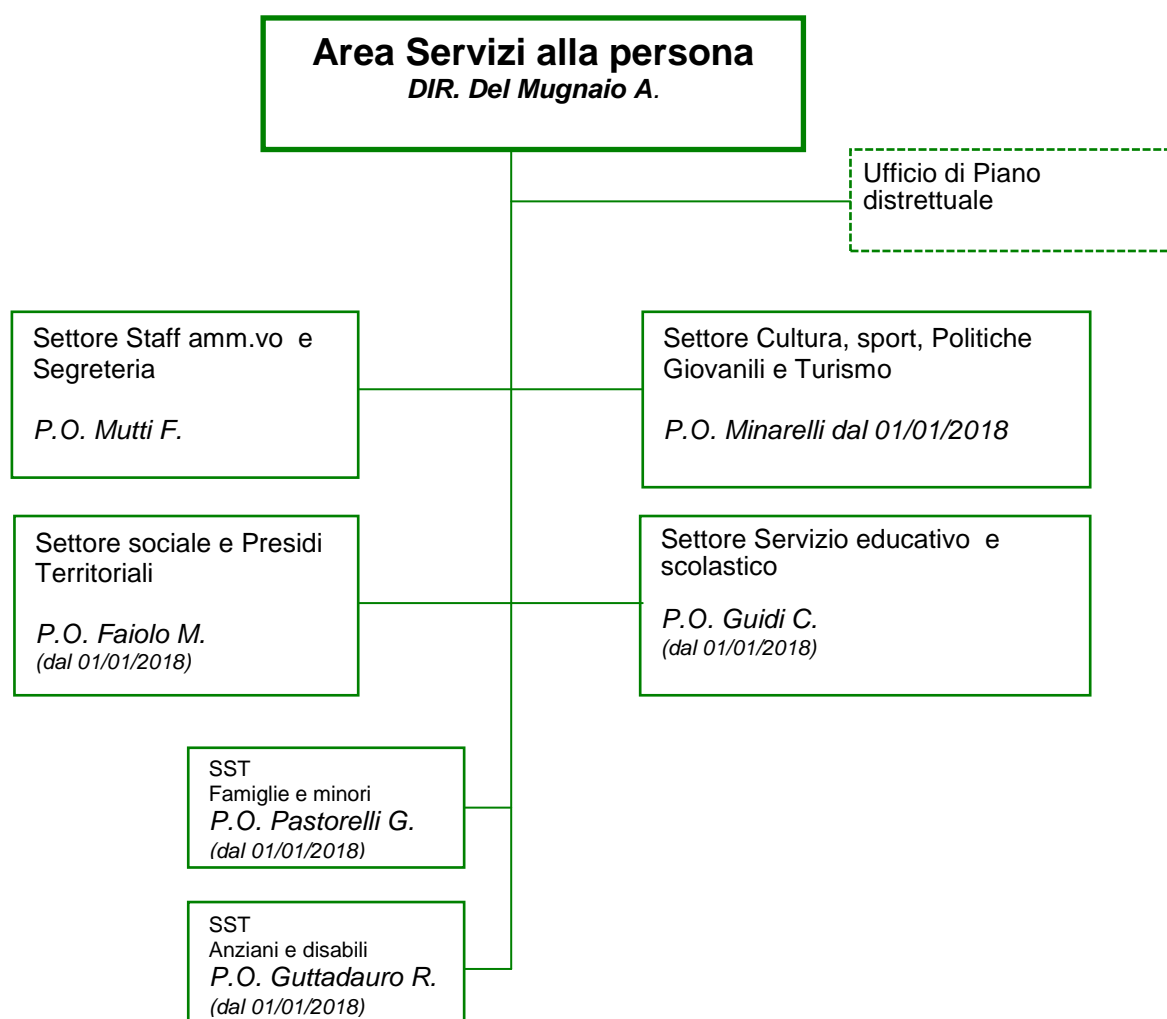 Area Servizi alla persona
DIR. Del Mugnaio A.
Ufficio di Piano
distrettuale
Settore Staff amm.vo e
Segreteria
P.O. Mutti F.
Settore Cultura, sport, Politiche
Giovanili e Turismo
P.O. Minarelli dal 01/01/2018
Settore sociale e Presidi
Territoriali
P.O. Faiolo M.
(dal 01/01/2018)
Settore Servizio educativo e
scolastico
P.O. Guidi C.
(dal 01/01/2018)
SST
Famiglie e minori
P.O. Pastorelli G.
(dal 01/01/2018)
SST
Anziani e disabili
P.O. Guttadauro R.
(dal 01/01/2018)